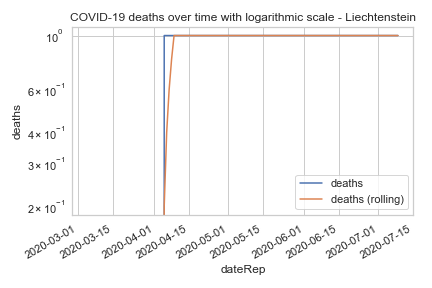 COVID-19 deaths over time with logarithmic scale - Liechtenstein
10⁰
6 × 10⁻¹
4 × 10⁻¹
3 × 10⁻¹
2 × 10⁻¹
deaths
deaths
deaths (rolling)
2020-03-01
2020-03-15
2020-04-01
2020-04-15
2020-05-01
2020-05-15
2020-06-01
2020-06-15
2020-07-01
2020-07-15
dateRep